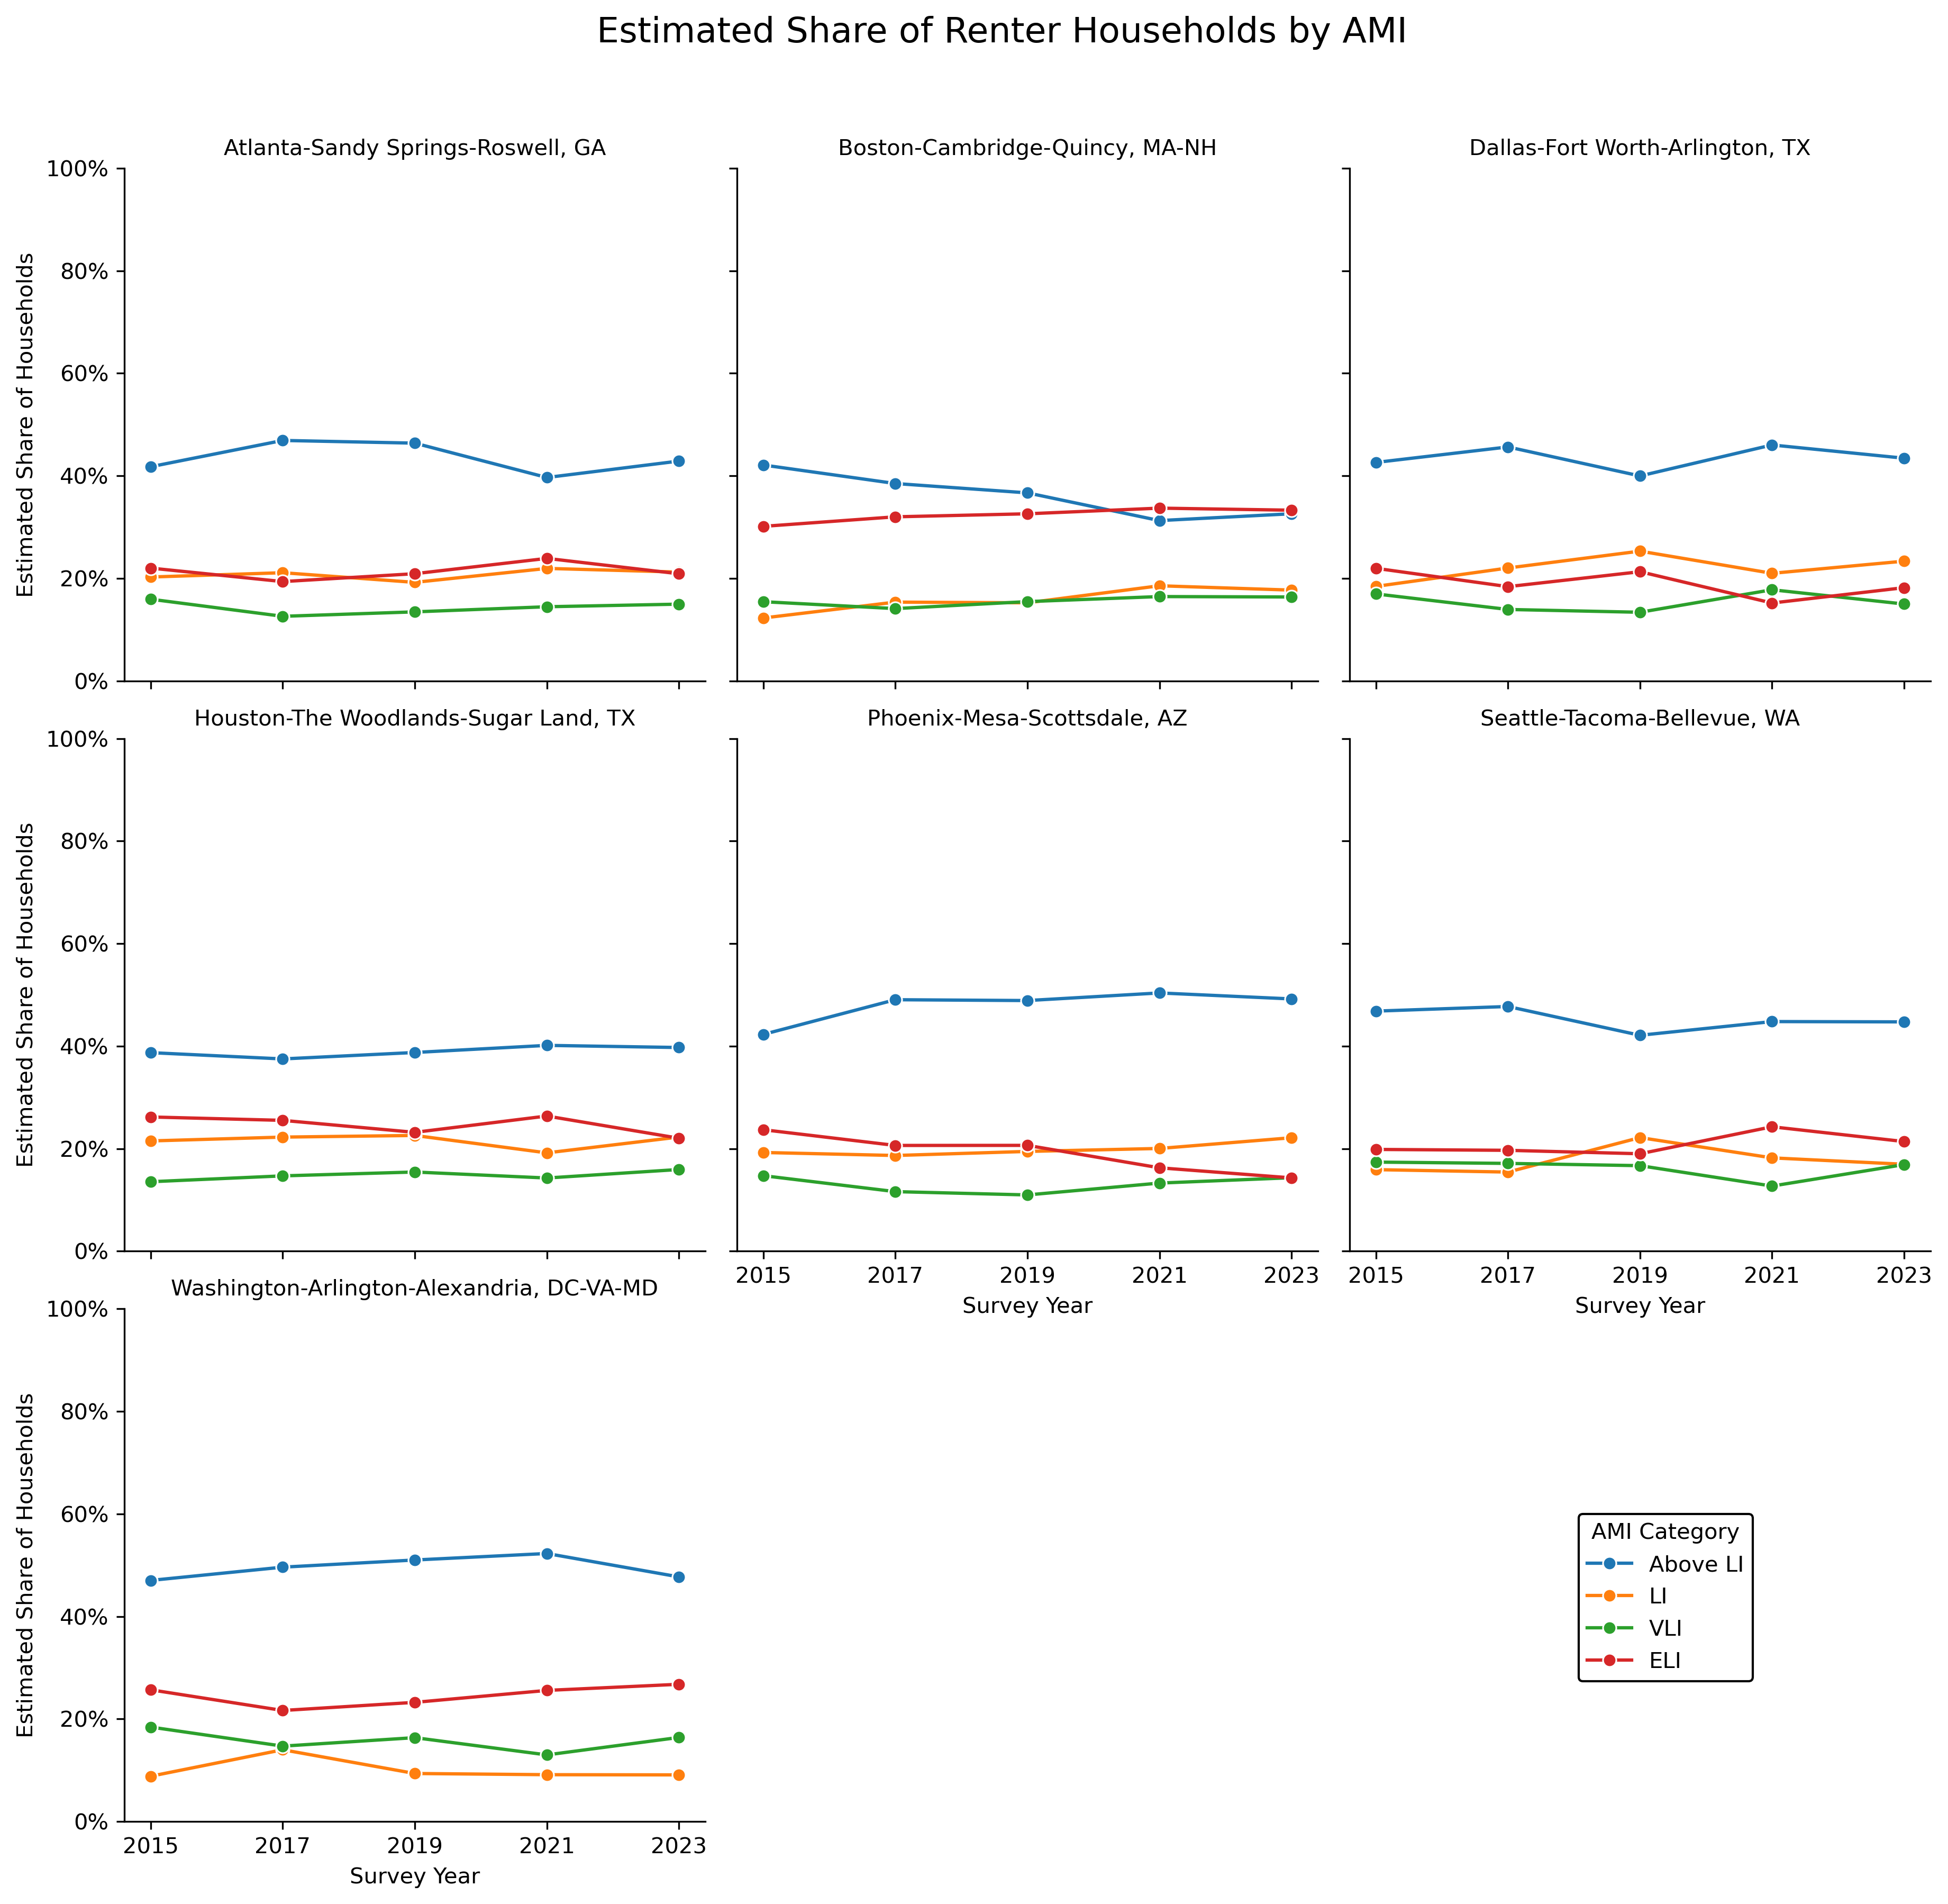 Estimated Share of Renter Households by AMI
Atlanta-Sandy Springs-Roswell, GA
Boston-Cambridge-Quincy, MA-NH
Dallas-Fort Worth-Arlington, TX
Estimated Share of Households
100%
80%
60%
40%
20%
0%
Houston-The Woodlands-Sugar Land, TX
Phoenix-Mesa-Scottsdale, AZ
Seattle-Tacoma-Bellevue, WA
Estimated Share of Households
100%
80%
60%
40%
20%
0%
2015 2017 2019 2021 2023
Survey Year
2015 2017 2019 2021 2023
Survey Year
Washington-Arlington-Alexandria, DC-VA-MD
Estimated Share of Households
100%
80%
60%
40%
20%
0%
2015 2017 2019 2021 2023
Survey Year
AMI Category
Above LI
LI
VLI
ELI